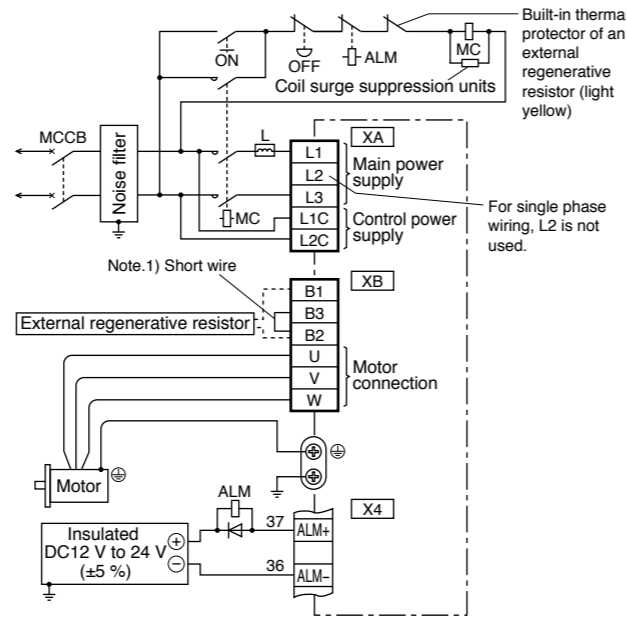 Built-in thermal
protector of an
external
regenerative
resistor (light
yellow)
ON
OFF
ALM
MC
Coil surge suppression units
MCCB
Noise filter
L
MC
XA
L1
L2
L3
L1C
L2C
Main power
supply
Control power
supply
For single phase
wiring, L2 is not
used.
Note.1) Short wire
XB
B1
B3
B2
U
V
W
External regenerative resistor
Motor
connection
Motor
ALM
X4
37
ALM+
36
ALM−
Insulated
DC12 V to 24 V
(±5 %)
+
−